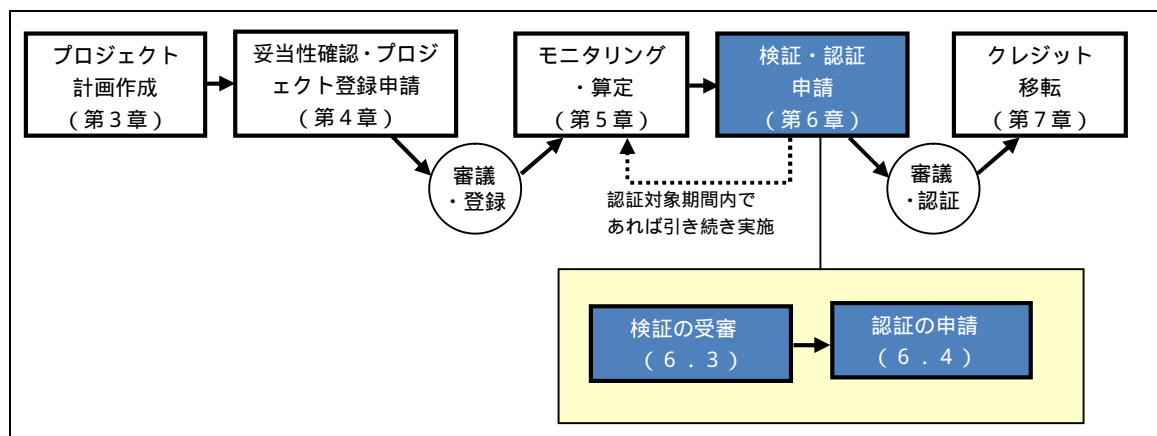 プロジェクト
計画作成
(第3章)
妥当性確認・プロジ
ェクト登録申請
(第4章)
審議
・登録
モニタリング
・算定
(第5章)
検証・認証
申請
(第6章)
審議
・認証
クレジット
移転
(第7章)
認証対象期間内で
あれば引き続き実施
検証の受審
(6.3)
認証の申請
(6.4)